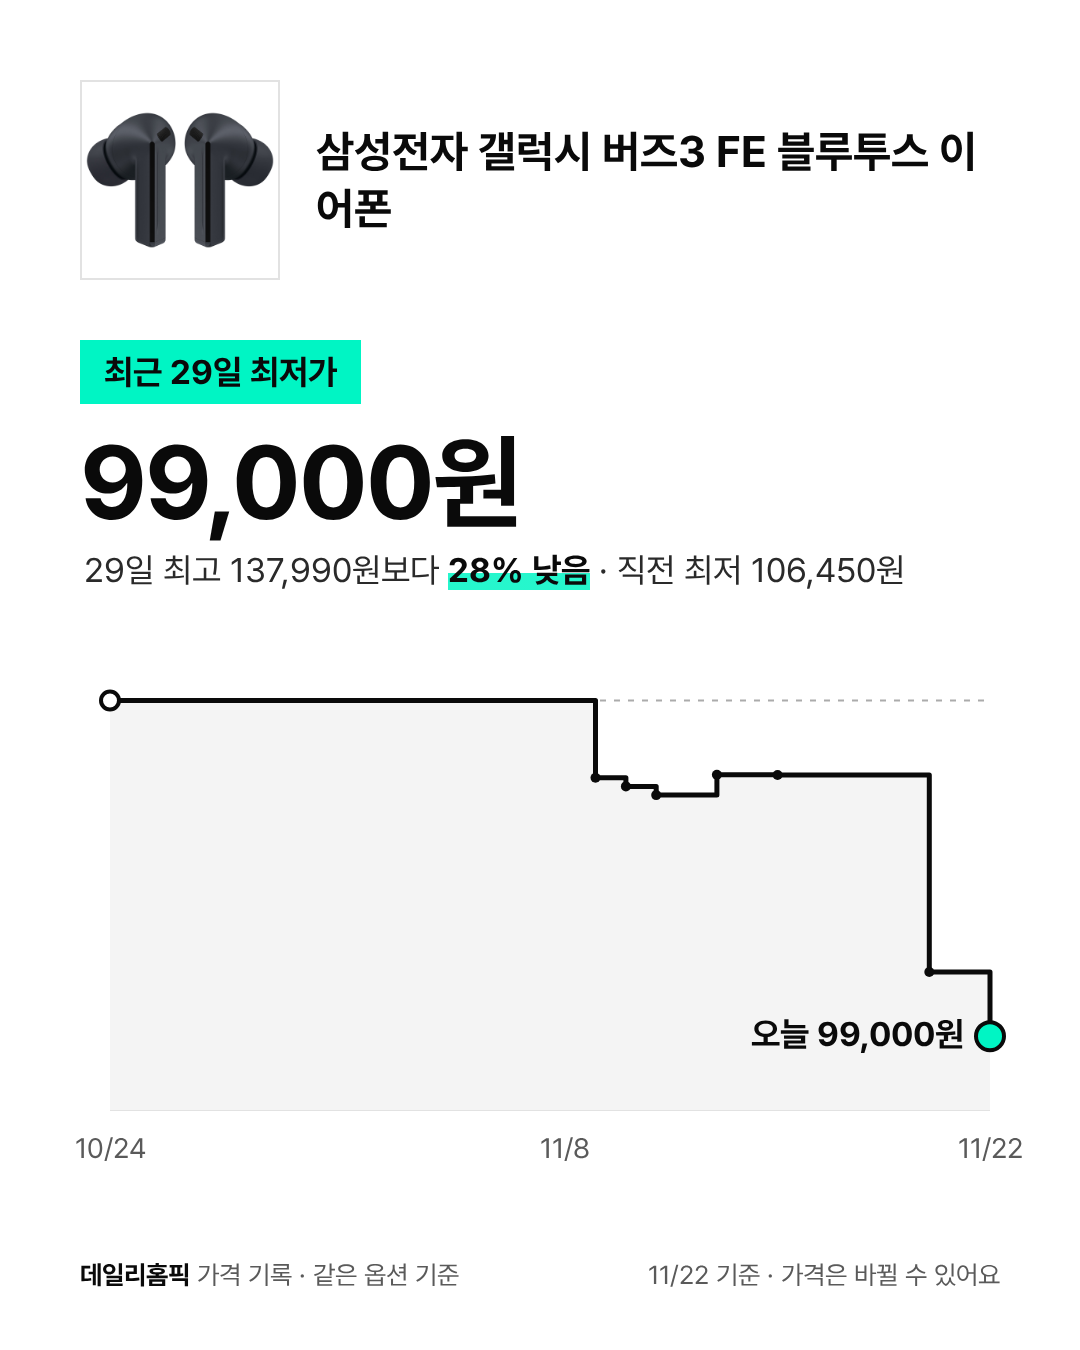 삼성전자 갤럭시 버즈3 FE 블루투스 이
어폰
최근 29일 최저가
99,000원
29일 최고 137,990원보다 28% 낮음 · 직전 최저 106,450원
오늘 99,000원
10/24 11/8 11/22
데일리홈픽 가격 기록 · 같은 옵션 기준 11/22 기준 · 가격은 바뀔 수 있어요